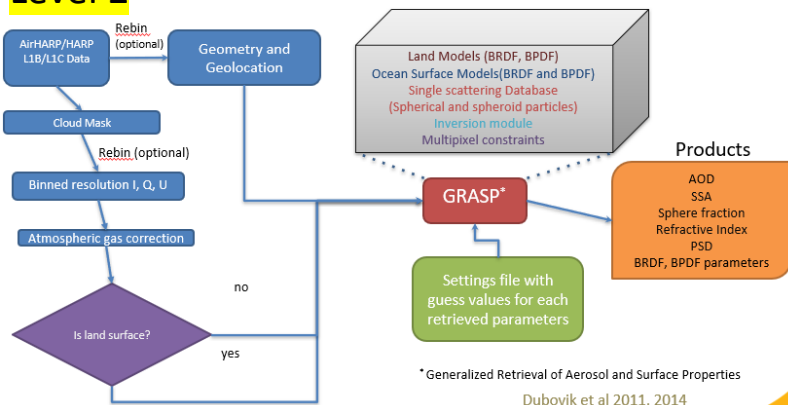 Level 2
AirHARP/HARP
L1B/L1C Data
Rebin
(optional)
Geometry and
Geolocation
Cloud Mask
Rebin (optional)
Binned resolution I, Q, U
Atmospheric gas correction
Is land surface?
no
yes
Land Models (BRDF, BPDF)
Ocean Surface Models(BRDF and BPDF)
Single scattering Database
(Spherical and spheroid particles)
Inversion module
Multipixel constraints
GRASP*
Settings file with
guess values for each
retrieved parameters
Products
AOD
SSA
Sphere fraction
Refractive Index
PSD
BRDF, BPDF parameters
*Generalized Retrieval of Aerosol and Surface Properties
Dubovik et al 2011, 2014